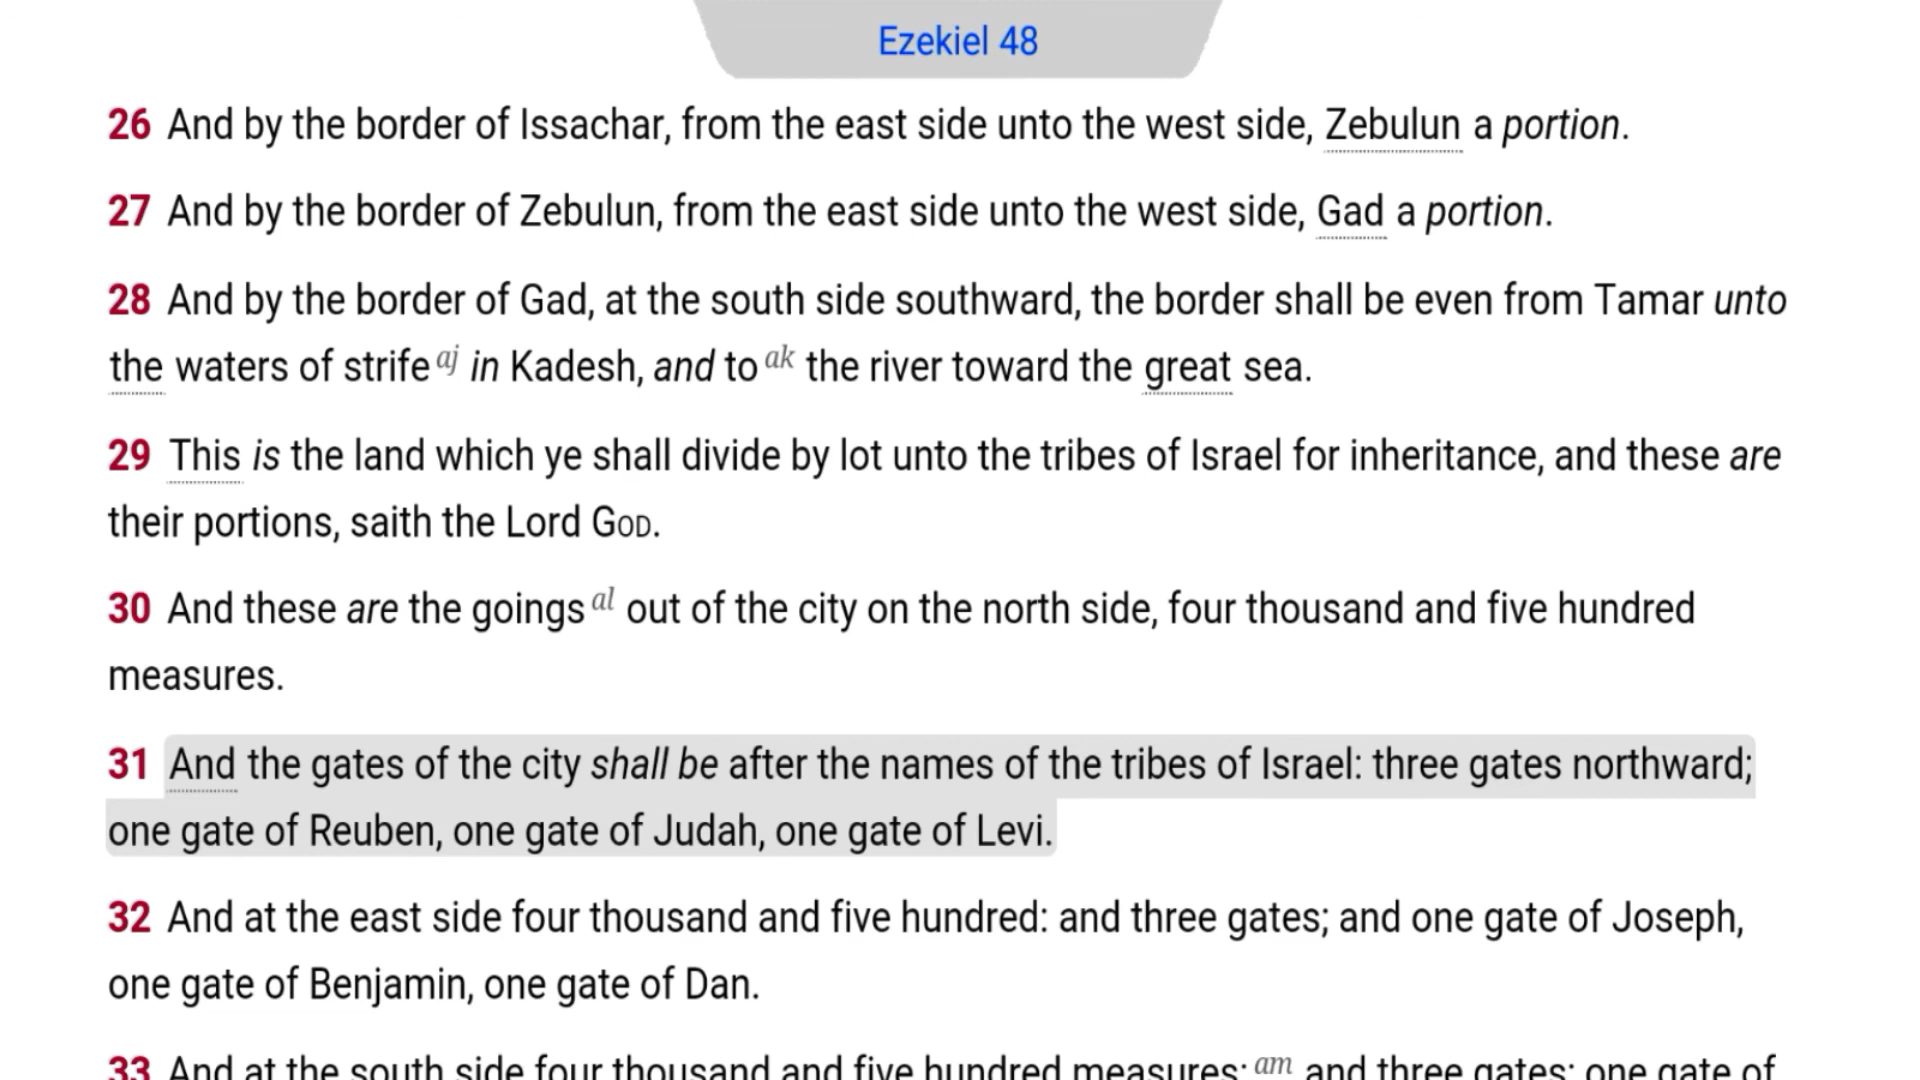 Ezekiel 48
26 And by the border of Issachar, from the east side unto the west side, Zebulun a portion.
27 And by the border of Zebulun, from the east side unto the west side, Gad a portion.
28 And by the border of Gad, at the south side southward, the border shall be even from Tamar unto
the waters of strife aj in Kadesh, and to ak the river toward the great sea.
29 This is the land which ye shall divide by lot unto the tribes of Israel for inheritance, and these are
their portions, saith the Lord GOD.
30 And these are the goings al out of the city on the north side, four thousand and five hundred
measures.
31 And the gates of the city shall be after the names of the tribes of Israel: three gates northward;
one gate of Reuben, one gate of Judah, one gate of Levi.
32 And at the east side four thousand and five hundred: and three gates; and one gate of Joseph,
one gate of Benjamin, one gate of Dan.
33 And at the south side four thousand and five hundred measures: am and three gates; one gate of